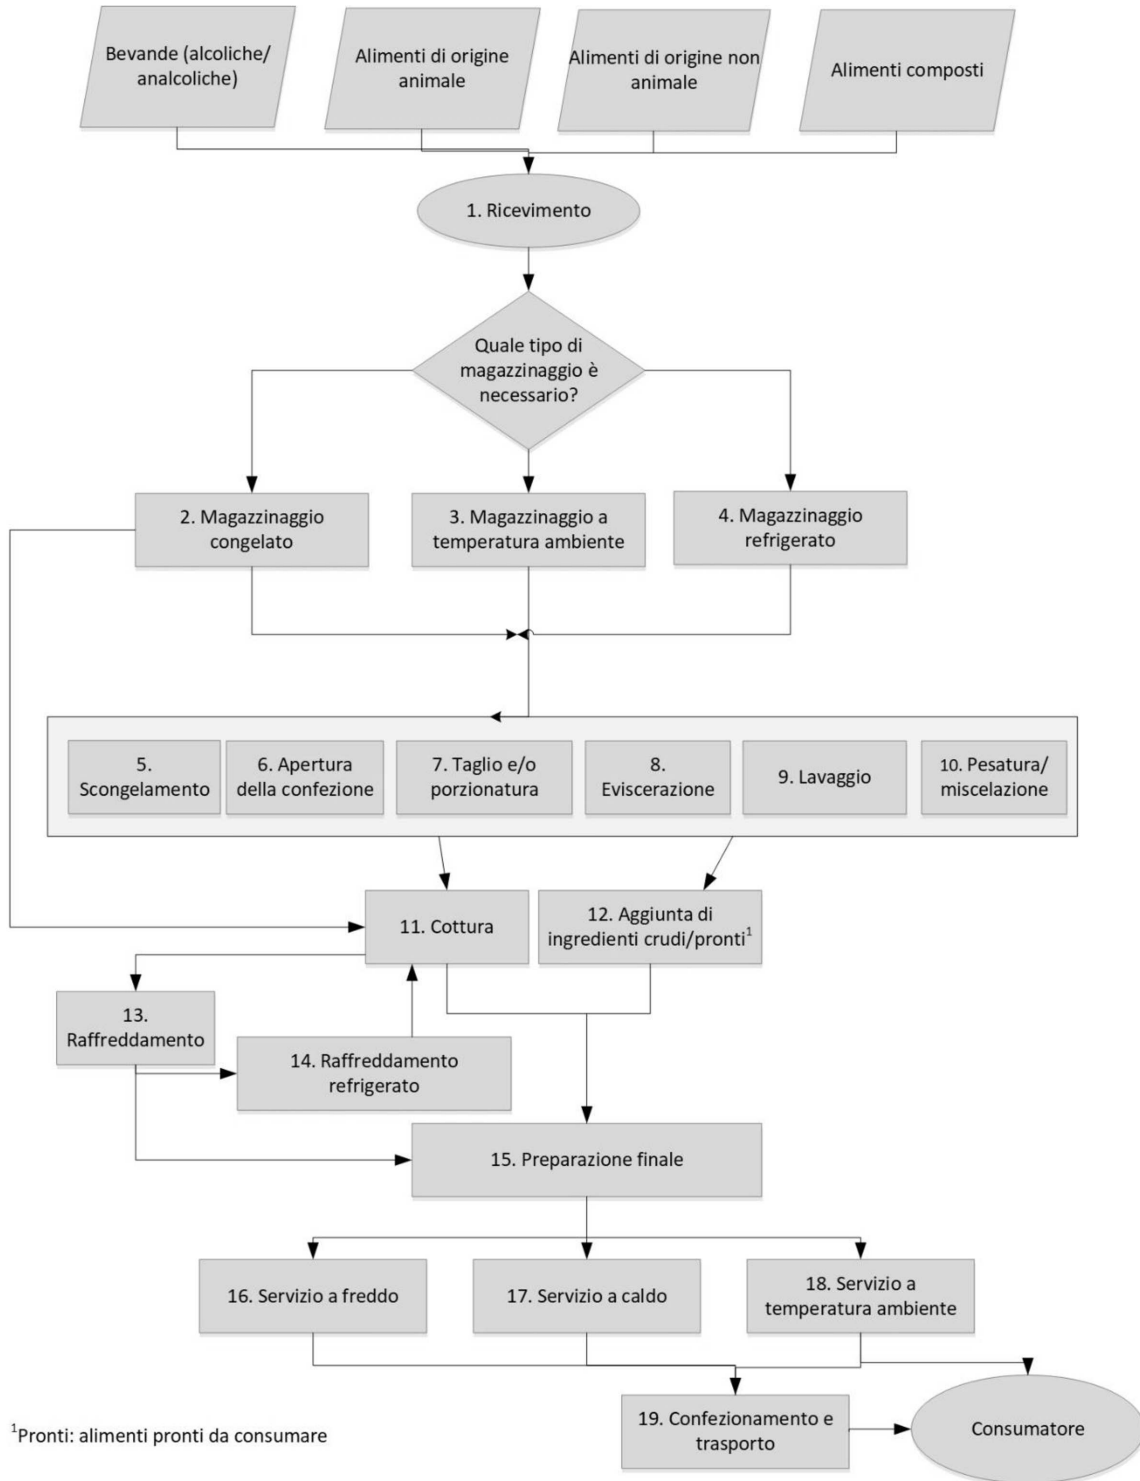 Bevande (alcoliche/
analcoliche)
Alimenti di origine
animale
Alimenti di origine non
animale
Alimenti composti
1. Ricevimento
Quale tipo di
magazzinaggio è
necessario?
2. Magazzinaggio
congelato
3. Magazzinaggio a
temperatura ambiente
4. Magazzinaggio
refrigerato
5.
Scongelamento
6. Apertura
della confezione
7. Taglio e/o
porzionatura
8.
Eviscerazione
9. Lavaggio
10. Pesatura/
miscelazione
11. Cottura
12. Aggiunta di
ingredienti crudi/pronti¹
13.
Raffreddamento
14. Raffreddamento
refrigerato
15. Preparazione finale
16. Servizio a freddo
17. Servizio a caldo
18. Servizio a
temperatura ambiente
19. Confezionamento e
trasporto
Consumatore
¹Pronti: alimenti pronti da consumare